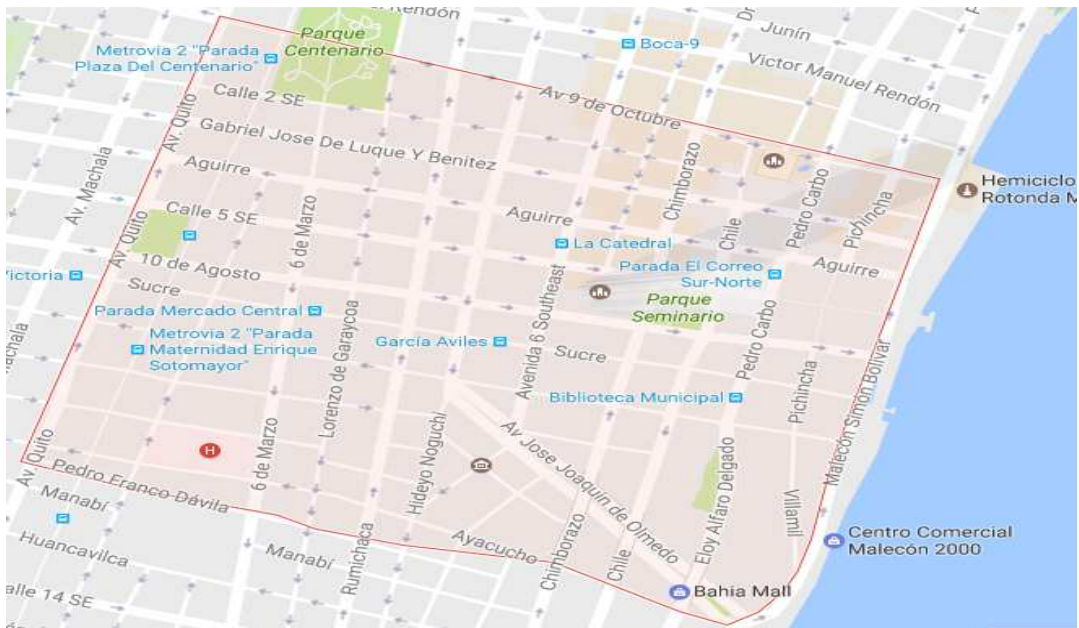 Rendón
Junín
Parque
Centenario
Boca-9
Metrovia 2 "Parada
Plaza Del Centenario"
Victor Manuel Rendón
Calle 2 SE
Av 9 de Octubre
Av. Quito
Gabriel Jose De Luque Y Benitez
Av. Machala
Aguirre
Chimborazo
Pedro Carbo
Hemiciclo
Rotonda M
Calle 5 SE
6 de Marzo
Aguirre
Chile
Pichincha
Av. Quito
La Catedral
10 de Agosto
Parada El Correo
Sur-Norte
Aguirre
Victoria
Sucre
Avenida 6 Southeast
Parque
Seminario
Parada Mercado Central
Metrovia 2 "Parada
Maternidad Enrique
Sotomayor"
Lorenzo de Garaycoa
García Aviles
Sucre
Pedro Carbo
Machala
Biblioteca Municipal
Pichincha
Malecón Simón Bolívar
H
Av. Quito
6 de Marzo
Hideyo Noguchi
Av Jose Joaquin de Olmedo
Eloy Alfaro Delgado
Pedro Franco Dávila
Manabí
Villamil
Huancavilca
Manabí
Rumichaca
Ayacucho
Chimborazo
Chile
Centro Comercial
Malecón 2000
alle 14 SE
Bahia Mall